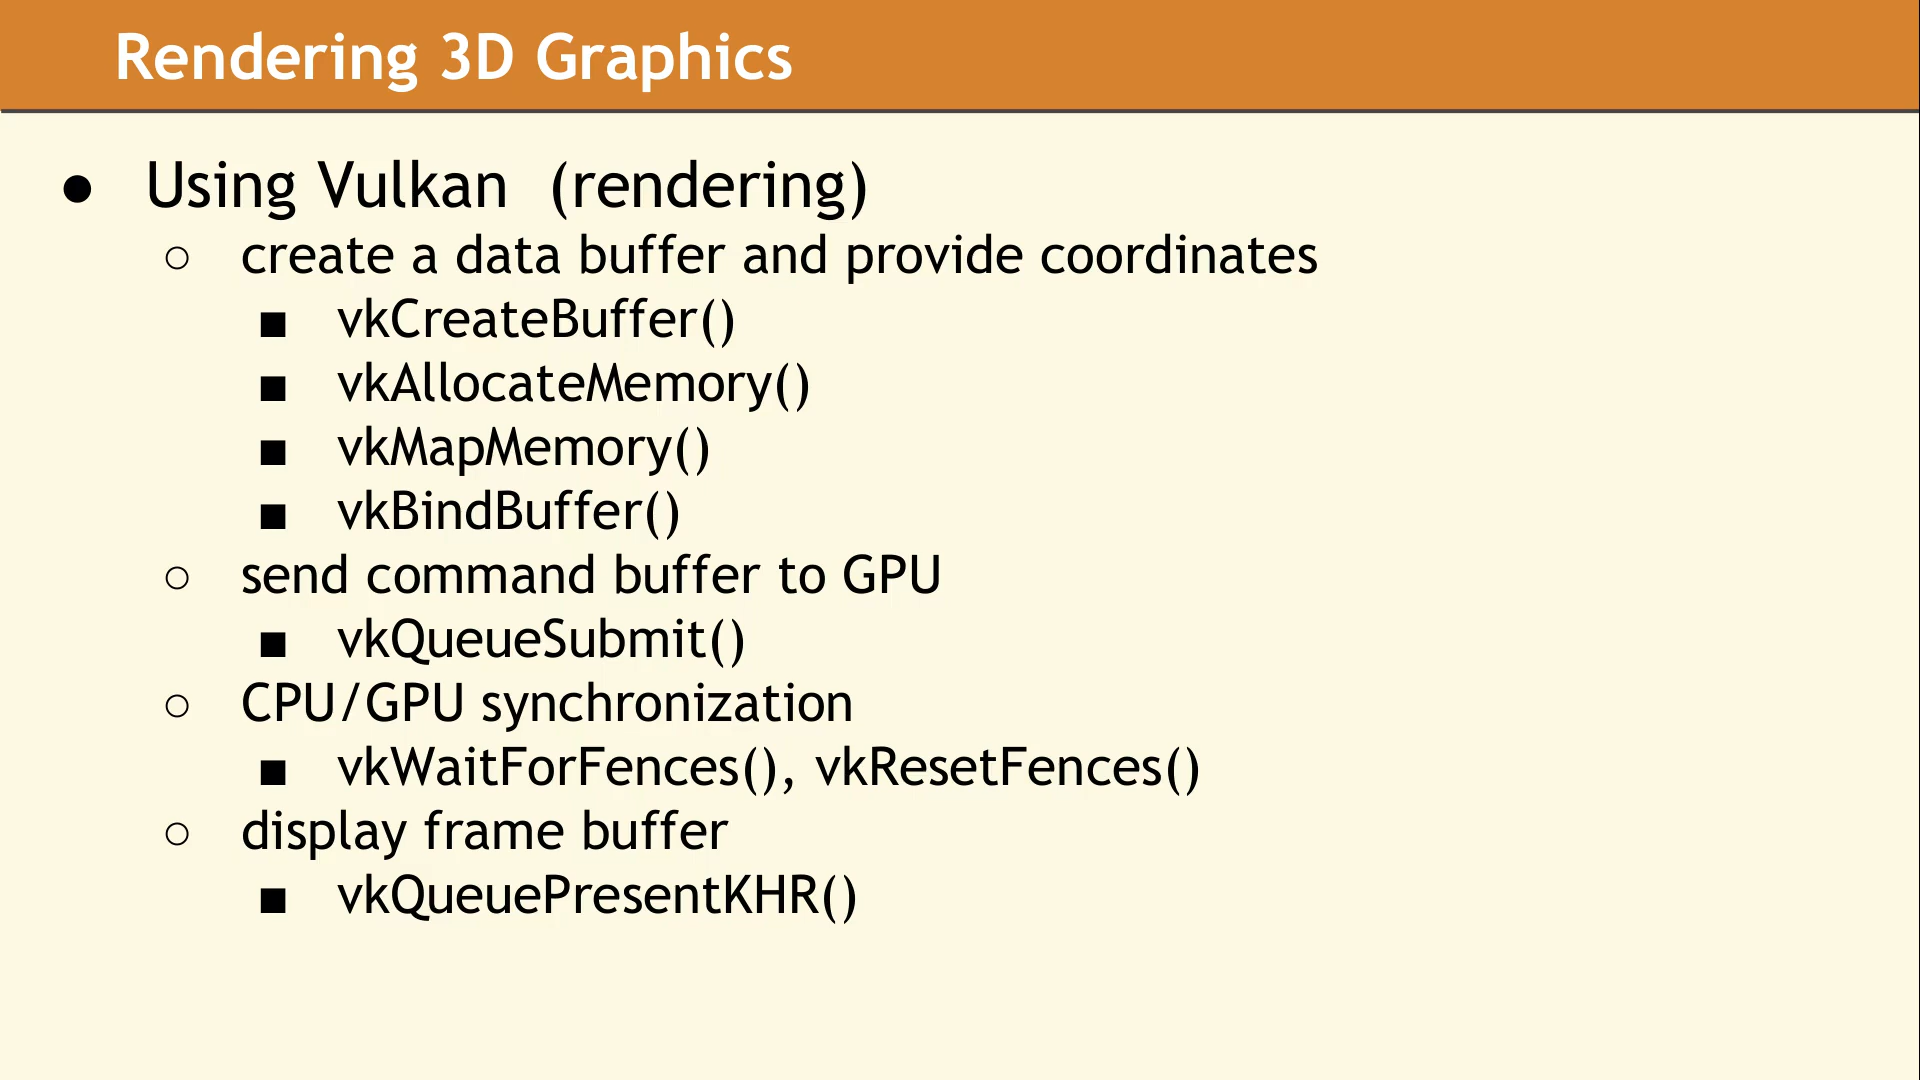 Rendering 3D Graphics
● Using Vulkan (rendering)
○ create a data buffer and provide coordinates
■ vkCreateBuffer()
■ vkAllocateMemory()
■ vkMapMemory()
■ vkBindBuffer()
○ send command buffer to GPU
■ vkQueueSubmit()
○ CPU/GPU synchronization
■ vkWaitForFences(), vkResetFences()
○ display frame buffer
■ vkQueuePresentKHR()